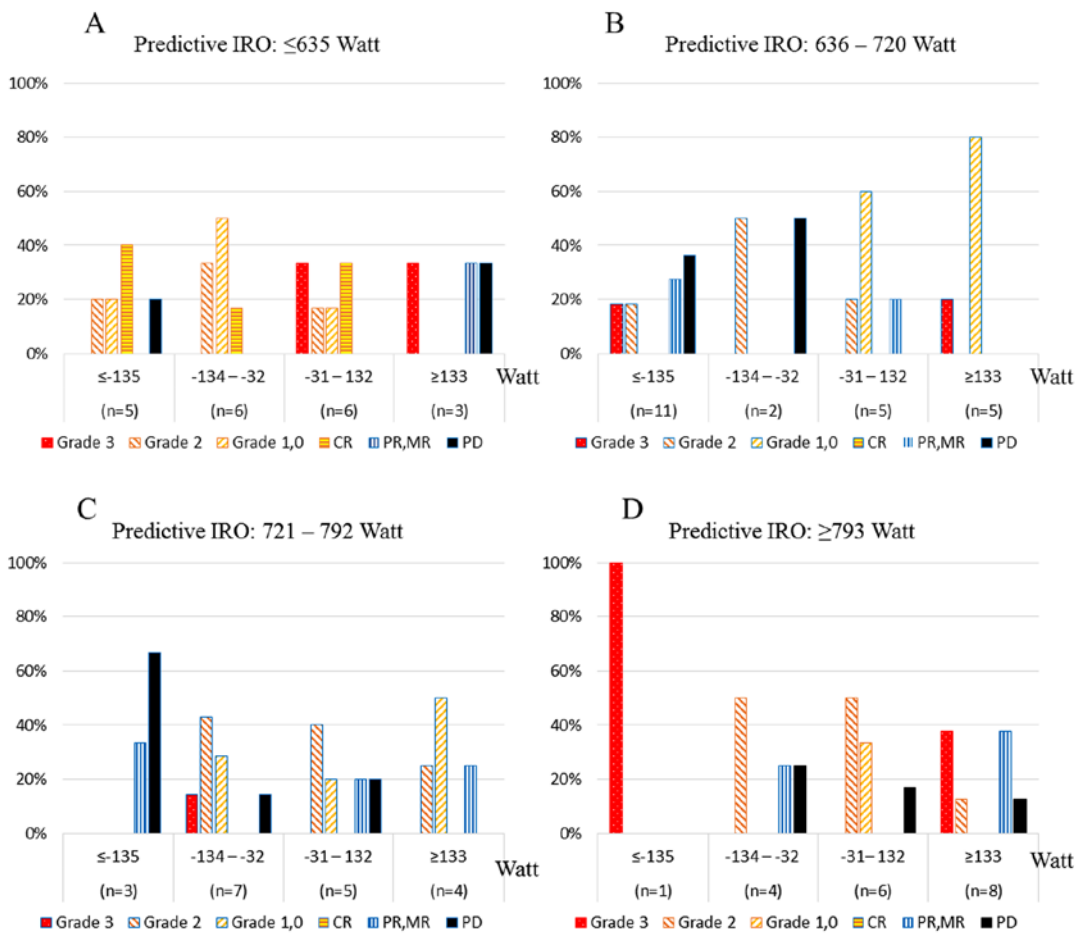 A
Predictive IRO: ≤635 Watt
100%
80%
60%
40%
20%
0%
≤-135 -134 – -32 -31 – 132 ≥133 Watt
(n=5) (n=6) (n=6) (n=3)
Grade 3 Grade 2 Grade 1,0 CR PR,MR PD
B
Predictive IRO: 636 – 720 Watt
100%
80%
60%
40%
20%
0%
≤-135 -134 – -32 -31 – 132 ≥133 Watt
(n=11) (n=2) (n=5) (n=5)
Grade 3 Grade 2 Grade 1,0 CR PR,MR PD
C
Predictive IRO: 721 – 792 Watt
100%
80%
60%
40%
20%
0%
≤-135 -134 – -32 -31 – 132 ≥133 Watt
(n=3) (n=7) (n=5) (n=4)
Grade 3 Grade 2 Grade 1,0 CR PR,MR PD
D
Predictive IRO: ≥793 Watt
100%
80%
60%
40%
20%
0%
≤-135 -134 – -32 -31 – 132 ≥133 Watt
(n=1) (n=4) (n=6) (n=8)
Grade 3 Grade 2 Grade 1,0 CR PR,MR PD